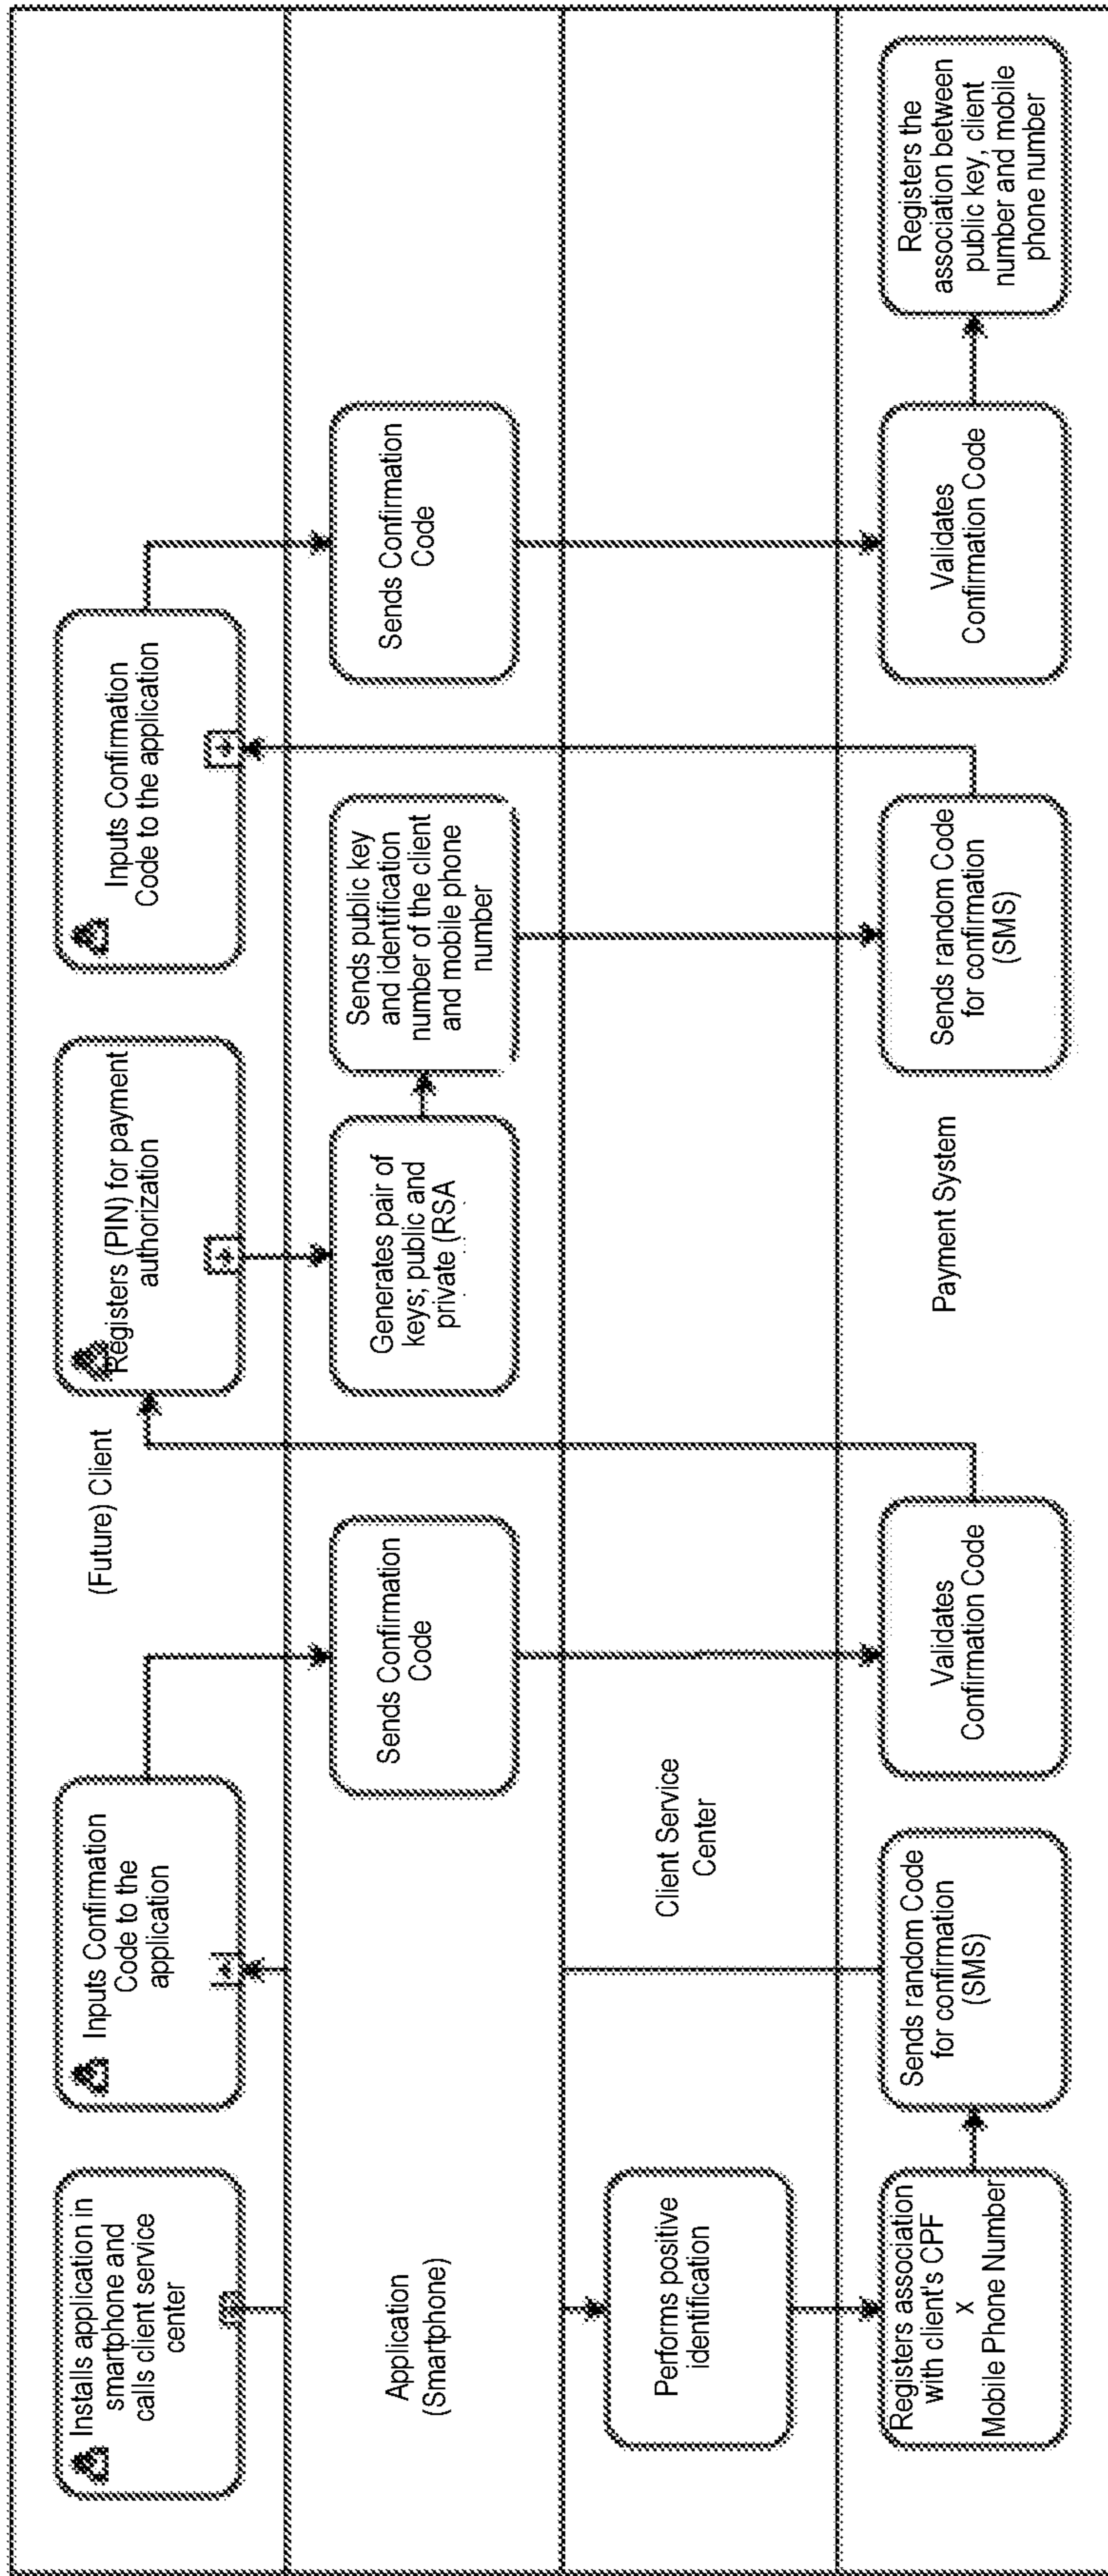 Installs application in
smartphone and
calls client service
center
Inputs Confirmation
Code to the
application
(Future) Client
Registers (PIN) for payment
authorization
Inputs Confirmation
Code to the application
Application
(Smartphone)
Sends Confirmation
Code
Generates pair of
keys; public and
private (RSA
Sends public key
and identification
number of the client
and mobile phone
number
Sends Confirmation
Code
Performs positive
identification
Client Service
Center
Registers association
with client's CPF
X
Mobile Phone Number
Sends random Code
for confirmation
(SMS)
Validates
Confirmation Code
Payment System
Sends random Code
for confirmation
(SMS)
Validates
Confirmation Code
Registers the
association between
public key, client
number and mobile
phone number